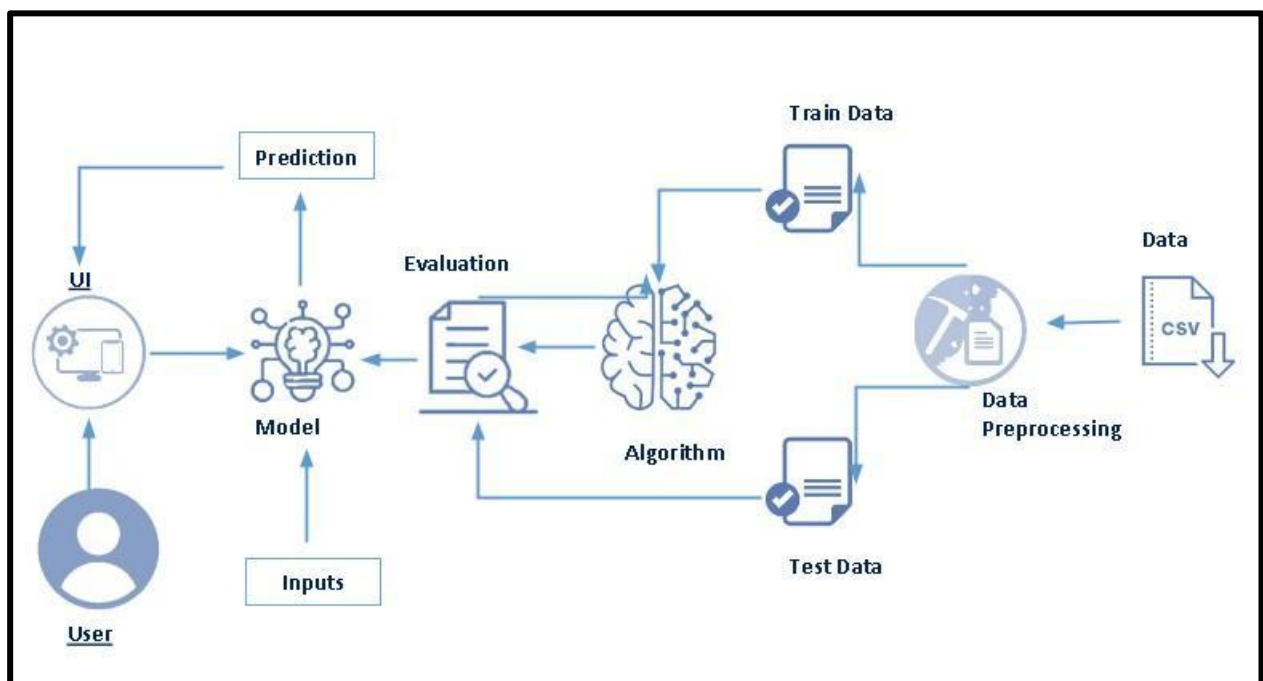 Train Data
Prediction
Data
Evaluation
UI
CSV
Model
Data
Preprocessing
Algorithm
Inputs
Test Data
User